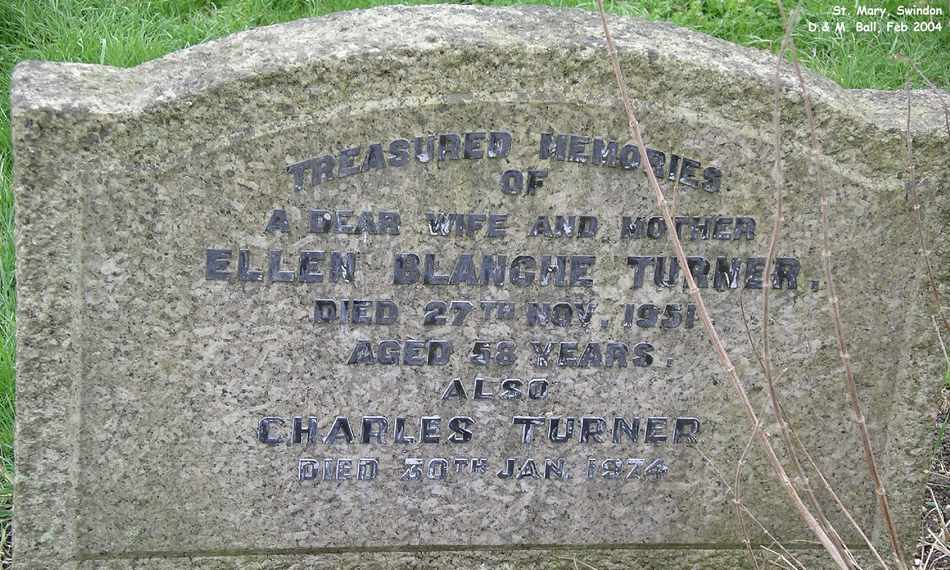 St. Mary, Swindon
D & M Ball, Feb 2004
TREASURED MEMORIES
OF
A DEAR WIFE AND MOTHER
ELLEN BLANCHE TURNER,
DIED 27TH NOV. 1951
AGED 58 YEARS.
ALSO
CHARLES TURNER
DIED 30TH JAN. 1974